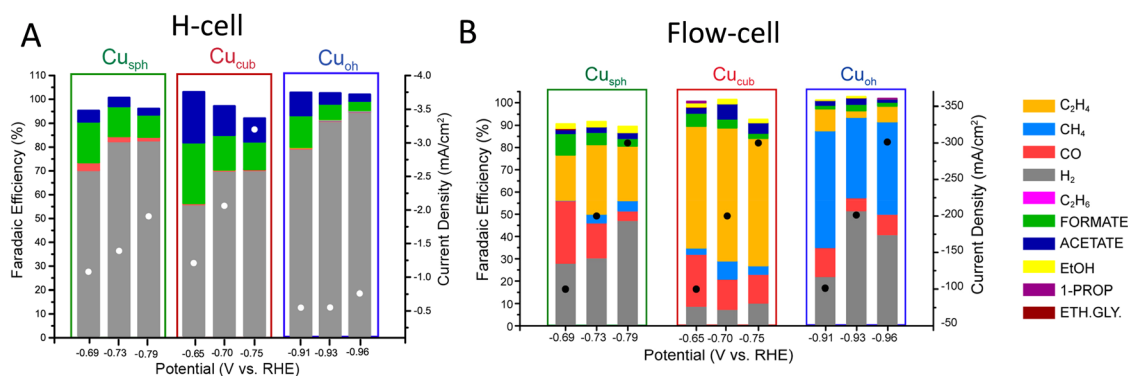 A
H-cell
Cu_sph
Cu_cub
Cu_oh
110
100
90
80
70
60
50
40
30
20
10
0
Faradaic Efficiency (%)
-4.0
-3.5
-3.0
-2.5
-2.0
-1.5
-1.0
-0.5
Current Density (mA/cm²)
-0.69 -0.73 -0.79 -0.65 -0.70 -0.75 -0.91 -0.93 -0.96
Potential (V vs. RHE)
B
Flow-cell
Cu_sph
Cu_cub
Cu_oh
100
90
80
70
60
50
40
30
20
10
0
Faradaic Efficiency (%)
-350
-300
-250
-200
-150
-100
-50
Current Density (mA/cm²)
-0.69 -0.73 -0.79 -0.65 -0.70 -0.75 -0.91 -0.93 -0.96
Potential (V vs. RHE)
C₂H₄
CH₄
CO
H₂
C₂H₆
FORMATE
ACETATE
EtOH
1-PROP
ETH.GLY.